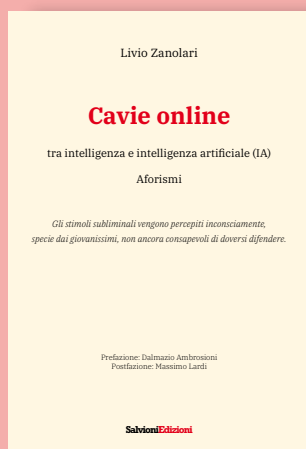 Livio Zanolari
Cavie online
tra intelligenza e intelligenza artificiale (IA)
Aforismi
Gli stimoli subliminali vengono percepiti inconsciamente,
specie dai giovanissimi, non ancora consapevoli di doversi difendere.
Prefazione: Dalmazio Ambrosioni
Postfazione: Massimo Lardi
SalvioniEdizioni